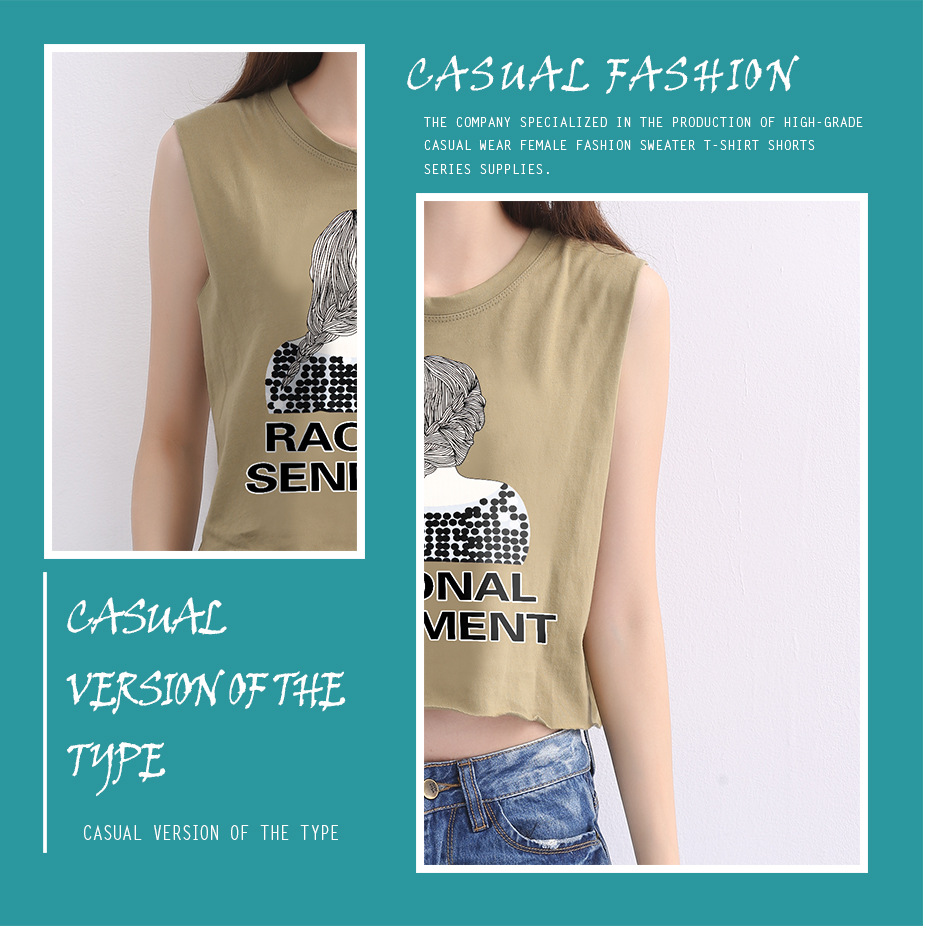 CASUAL FASHION
THE COMPANY SPECIALIZED IN THE PRODUCTION OF HIGH-GRADE
CASUAL WEAR FEMALE FASHION SWEATER T-SHIRT SHORTS
SERIES SUPPLIES.
RAC
SEN
ONAL
MENT
CASUAL
VERSION OF THE
TYPE
CASUAL VERSION OF THE TYPE